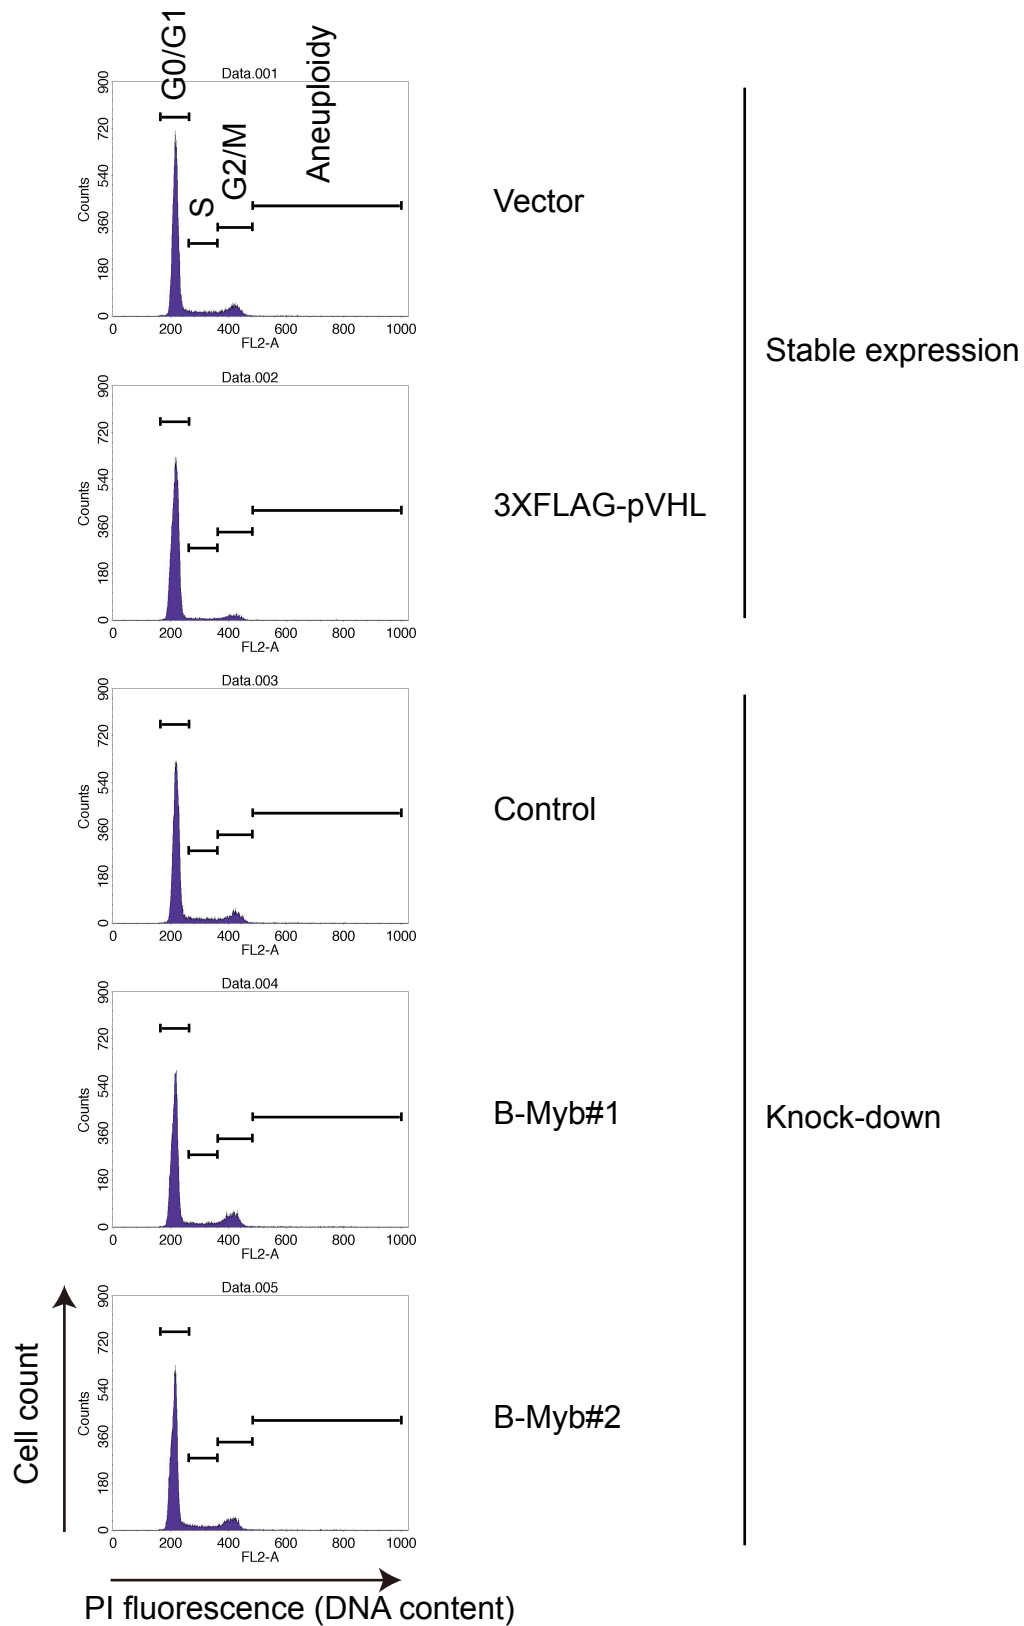 G0/G1
S
G2/M
Aneuploidy
Data.001
Counts
900
720
540
360
180
0
0 200 400 600 800 1000
FL2-A
Vector
Data.002
Counts
900
720
540
360
180
0
0 200 400 600 800 1000
FL2-A
3XFLAG-pVHL
Stable expression
Data.003
Counts
900
720
540
360
180
0
0 200 400 600 800 1000
FL2-A
Control
Data.004
Counts
900
720
540
360
180
0
0 200 400 600 800 1000
FL2-A
B-Myb#1
Knock-down
Data.005
Counts
900
720
540
360
180
0
0 200 400 600 800 1000
FL2-A
B-Myb#2
Cell count
PI fluorescence (DNA content)